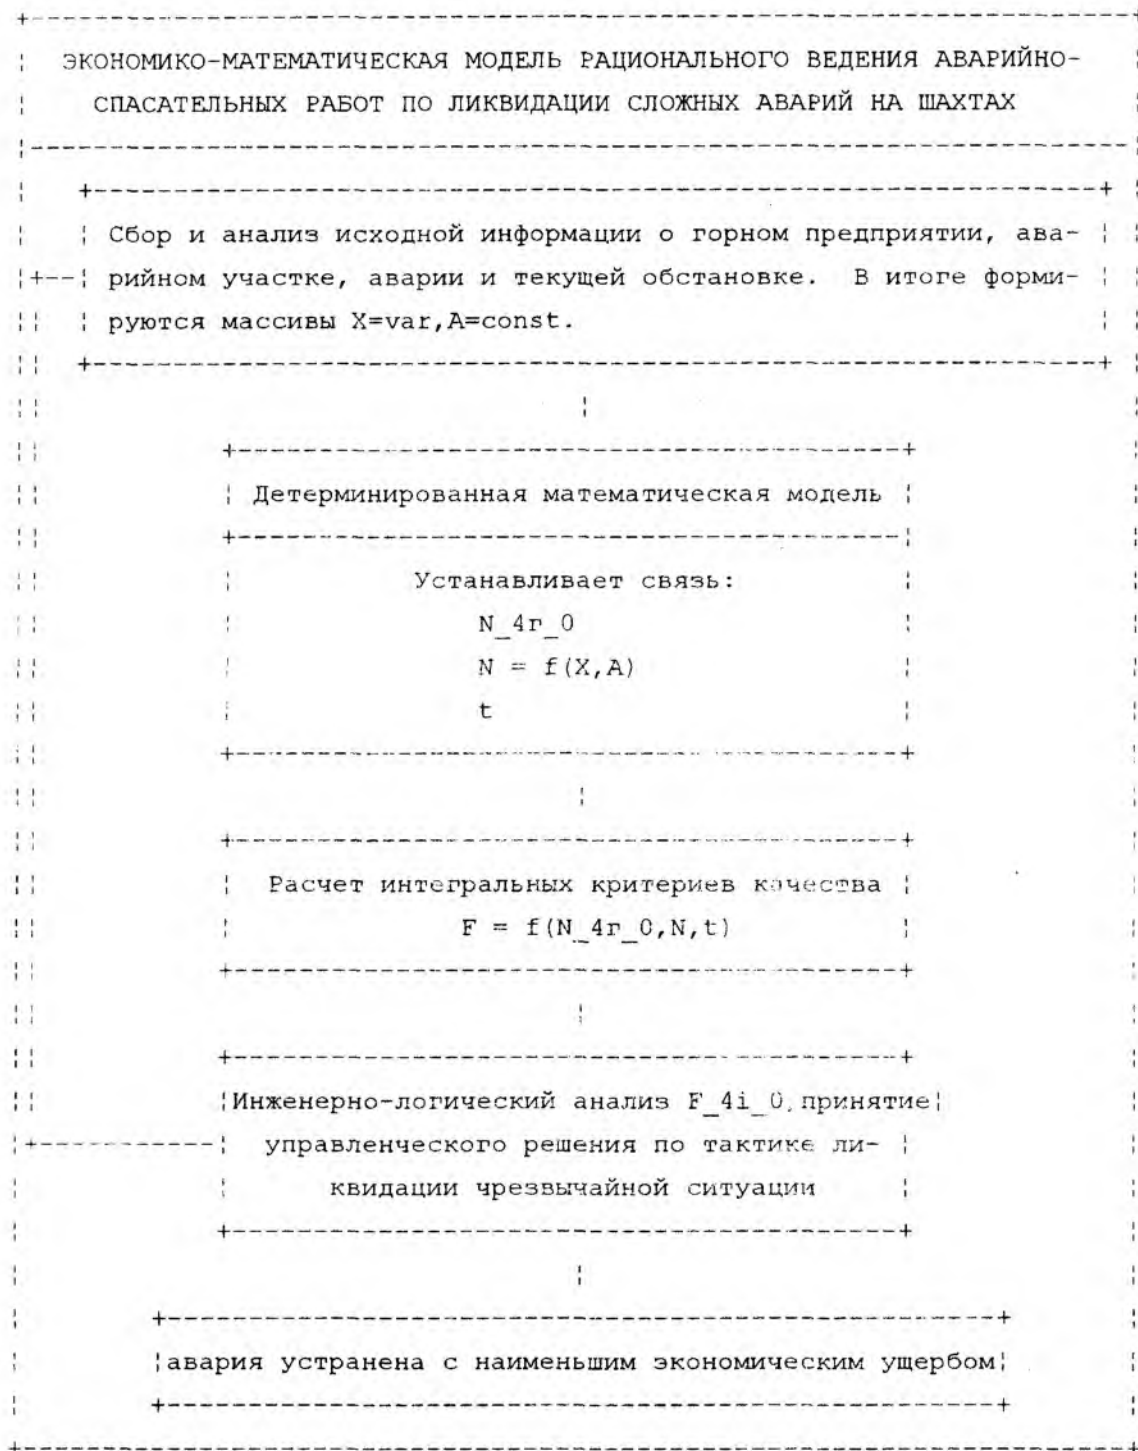 ЭКОНОМИКО-МАТЕМАТИЧЕСКАЯ МОДЕЛЬ РАЦИОНАЛЬНОГО ВЕДЕНИЯ АВАРИЙНО-
СПАСАТЕЛЬНЫХ РАБОТ ПО ЛИКВИДАЦИИ СЛОЖНЫХ АВАРИЙ НА ШАХТАХ
Сбор и анализ исходной информации о горном предприятии, ава-
рийном участке, аварии и текущей обстановке. В итоге форми-
руются массивы X=var,A=const.
Детерминированная математическая модель
Устанавливает связь:
N_4г_0
N = f(X,A)
t
Расчет интегральных критериев качества
F = f(N_4г_0,N,t)
Инженерно-логический анализ F_4i_0,принятие
управленческого решения по тактике ли-
квидации чрезвычайной ситуации
авария устранена с наименьшим экономическим ущербом